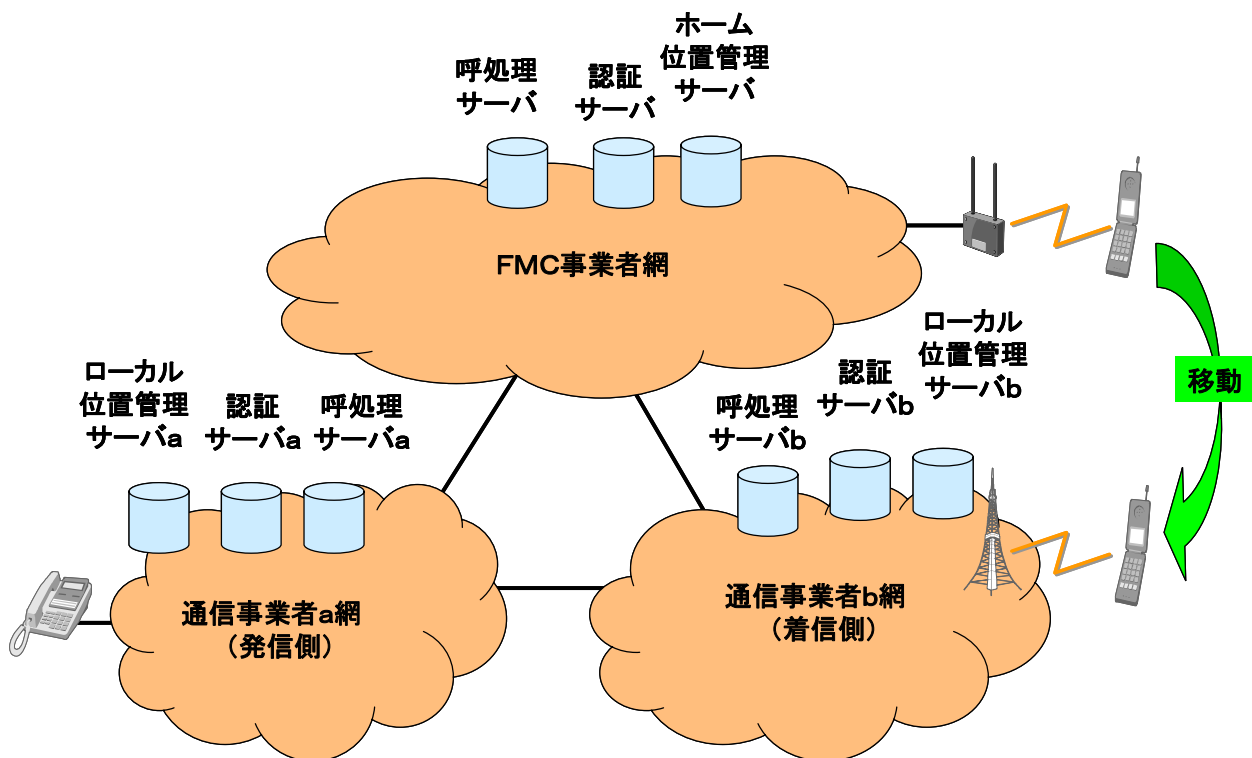 呼処理
サーバ
認証
サーバ
ホーム
位置管理
サーバ
FMC事業者網
移動
ローカル
位置管理
サーバa
認証
サーバa
呼処理
サーバa
呼処理
サーバb
認証
サーバb
ローカル
位置管理
サーバb
通信事業者a網
(発信側)
通信事業者b網
(着信側)